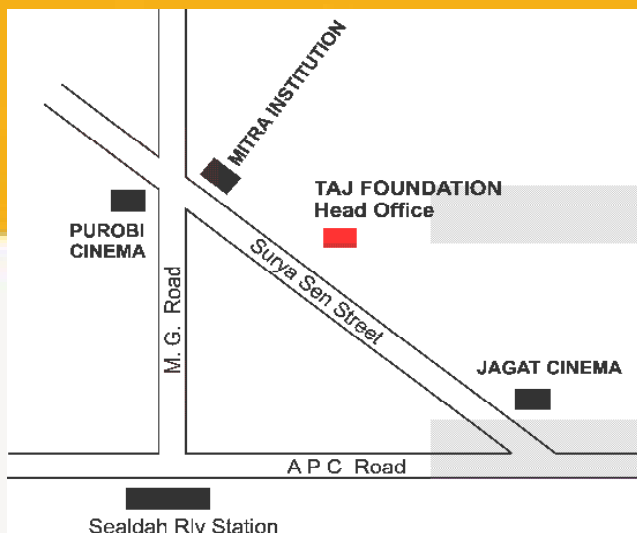 MITRA INSTITUTION
TAJ FOUNDATION
Head Office
PUROBI
CINEMA
Surya Sen Street
M. G. Road
JAGAT CINEMA
A P C Road
Sealdah Rly Station